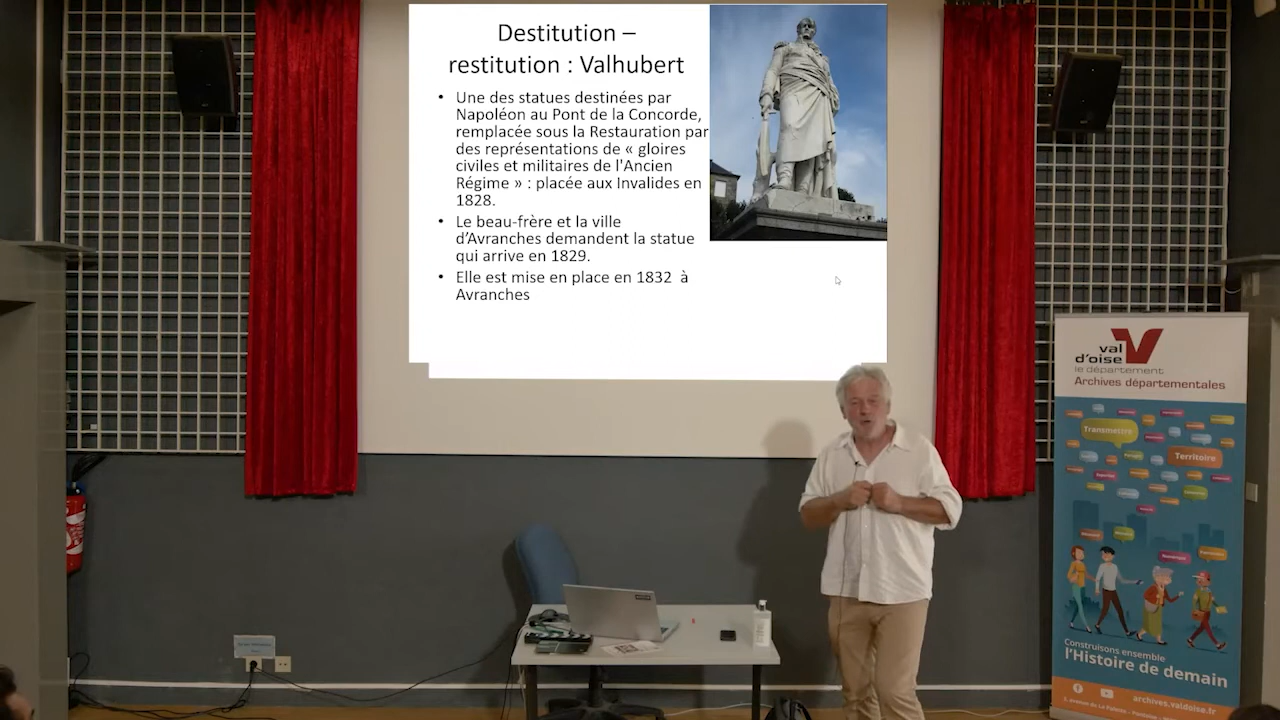 Destitution –
restitution : Valhubert
• Une des statues destinées par
Napoléon au Pont de la Concorde,
remplacée sous la Restauration par
des représentations de « gloires
civiles et militaires de l'Ancien
Régime » : placée aux Invalides en
1828.
• Le beau-frère et la ville
d’Avranches demandent la statue
qui arrive en 1829.
• Elle est mise en place en 1832 à
Avranches
val
d'oise
le département
Archives départementales
Transmettre
Territoire
Construisons ensemble
l'Histoire de demain
archives.valdoise.fr